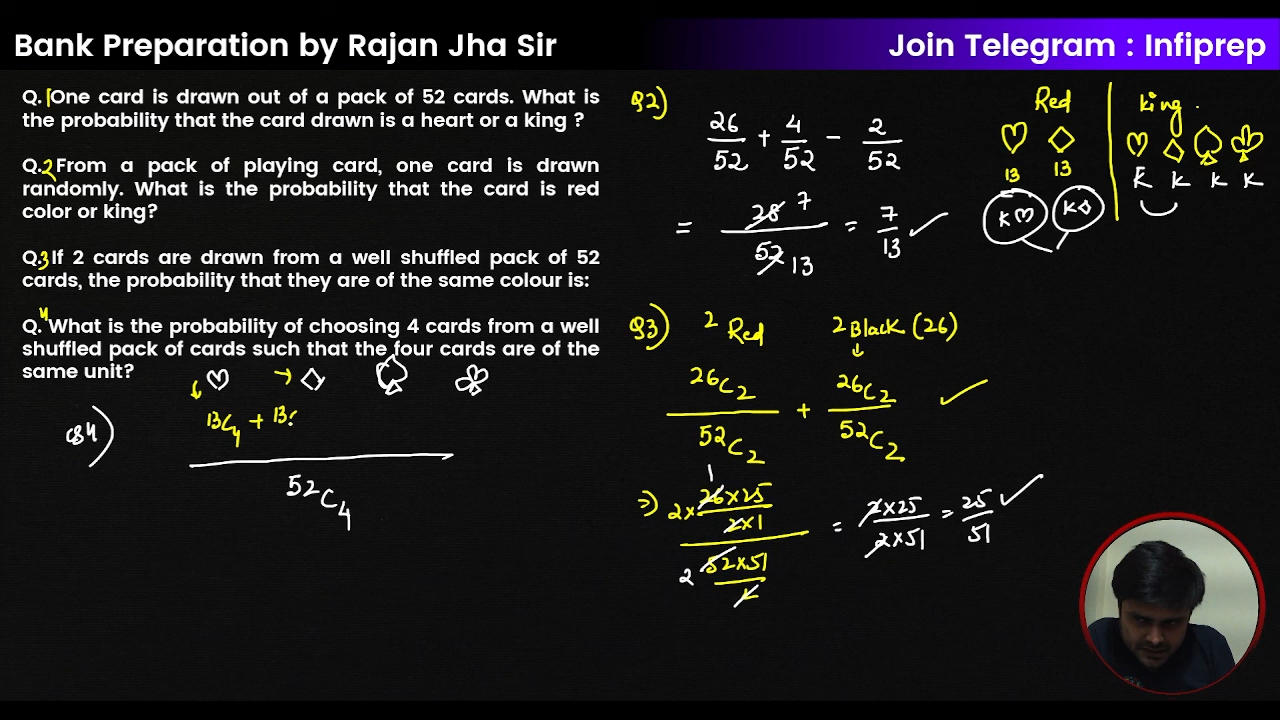 Bank Preparation by Rajan Jha Sir
Join Telegram : Infiprep
Q.1 One card is drawn out of a pack of 52 cards. What is
the probability that the card drawn is a heart or a king ?
Q.2 From a pack of playing card, one card is drawn
randomly. What is the probability that the card is red
color or king?
Q.3 If 2 cards are drawn from a well shuffled pack of 52
cards, the probability that they are of the same colour is:
Q.4 What is the probability of choosing 4 cards from a well
shuffled pack of cards such that the four cards are of the
same unit?
↓ ♡ → ◇ ♤ ♧
Q4)
13C4 + 13
52C4
Q2)
26/52 + 4/52 − 2/52
= 28 7 / 52 13 = 7/13 ✓
Red
♡ ◇
13 13
K♡ K◇
King.
♡ ◇ ♤ ♧
K K K K
Q3) 2 Red 2 Black (26)
↓
26C2 / 52C2 + 26C2 / 52C2 ✓
1
⇒ 2 × 26×25 / 2×1
2 52×51 / 2
= 2×25 / 2×51 = 25/51 ✓